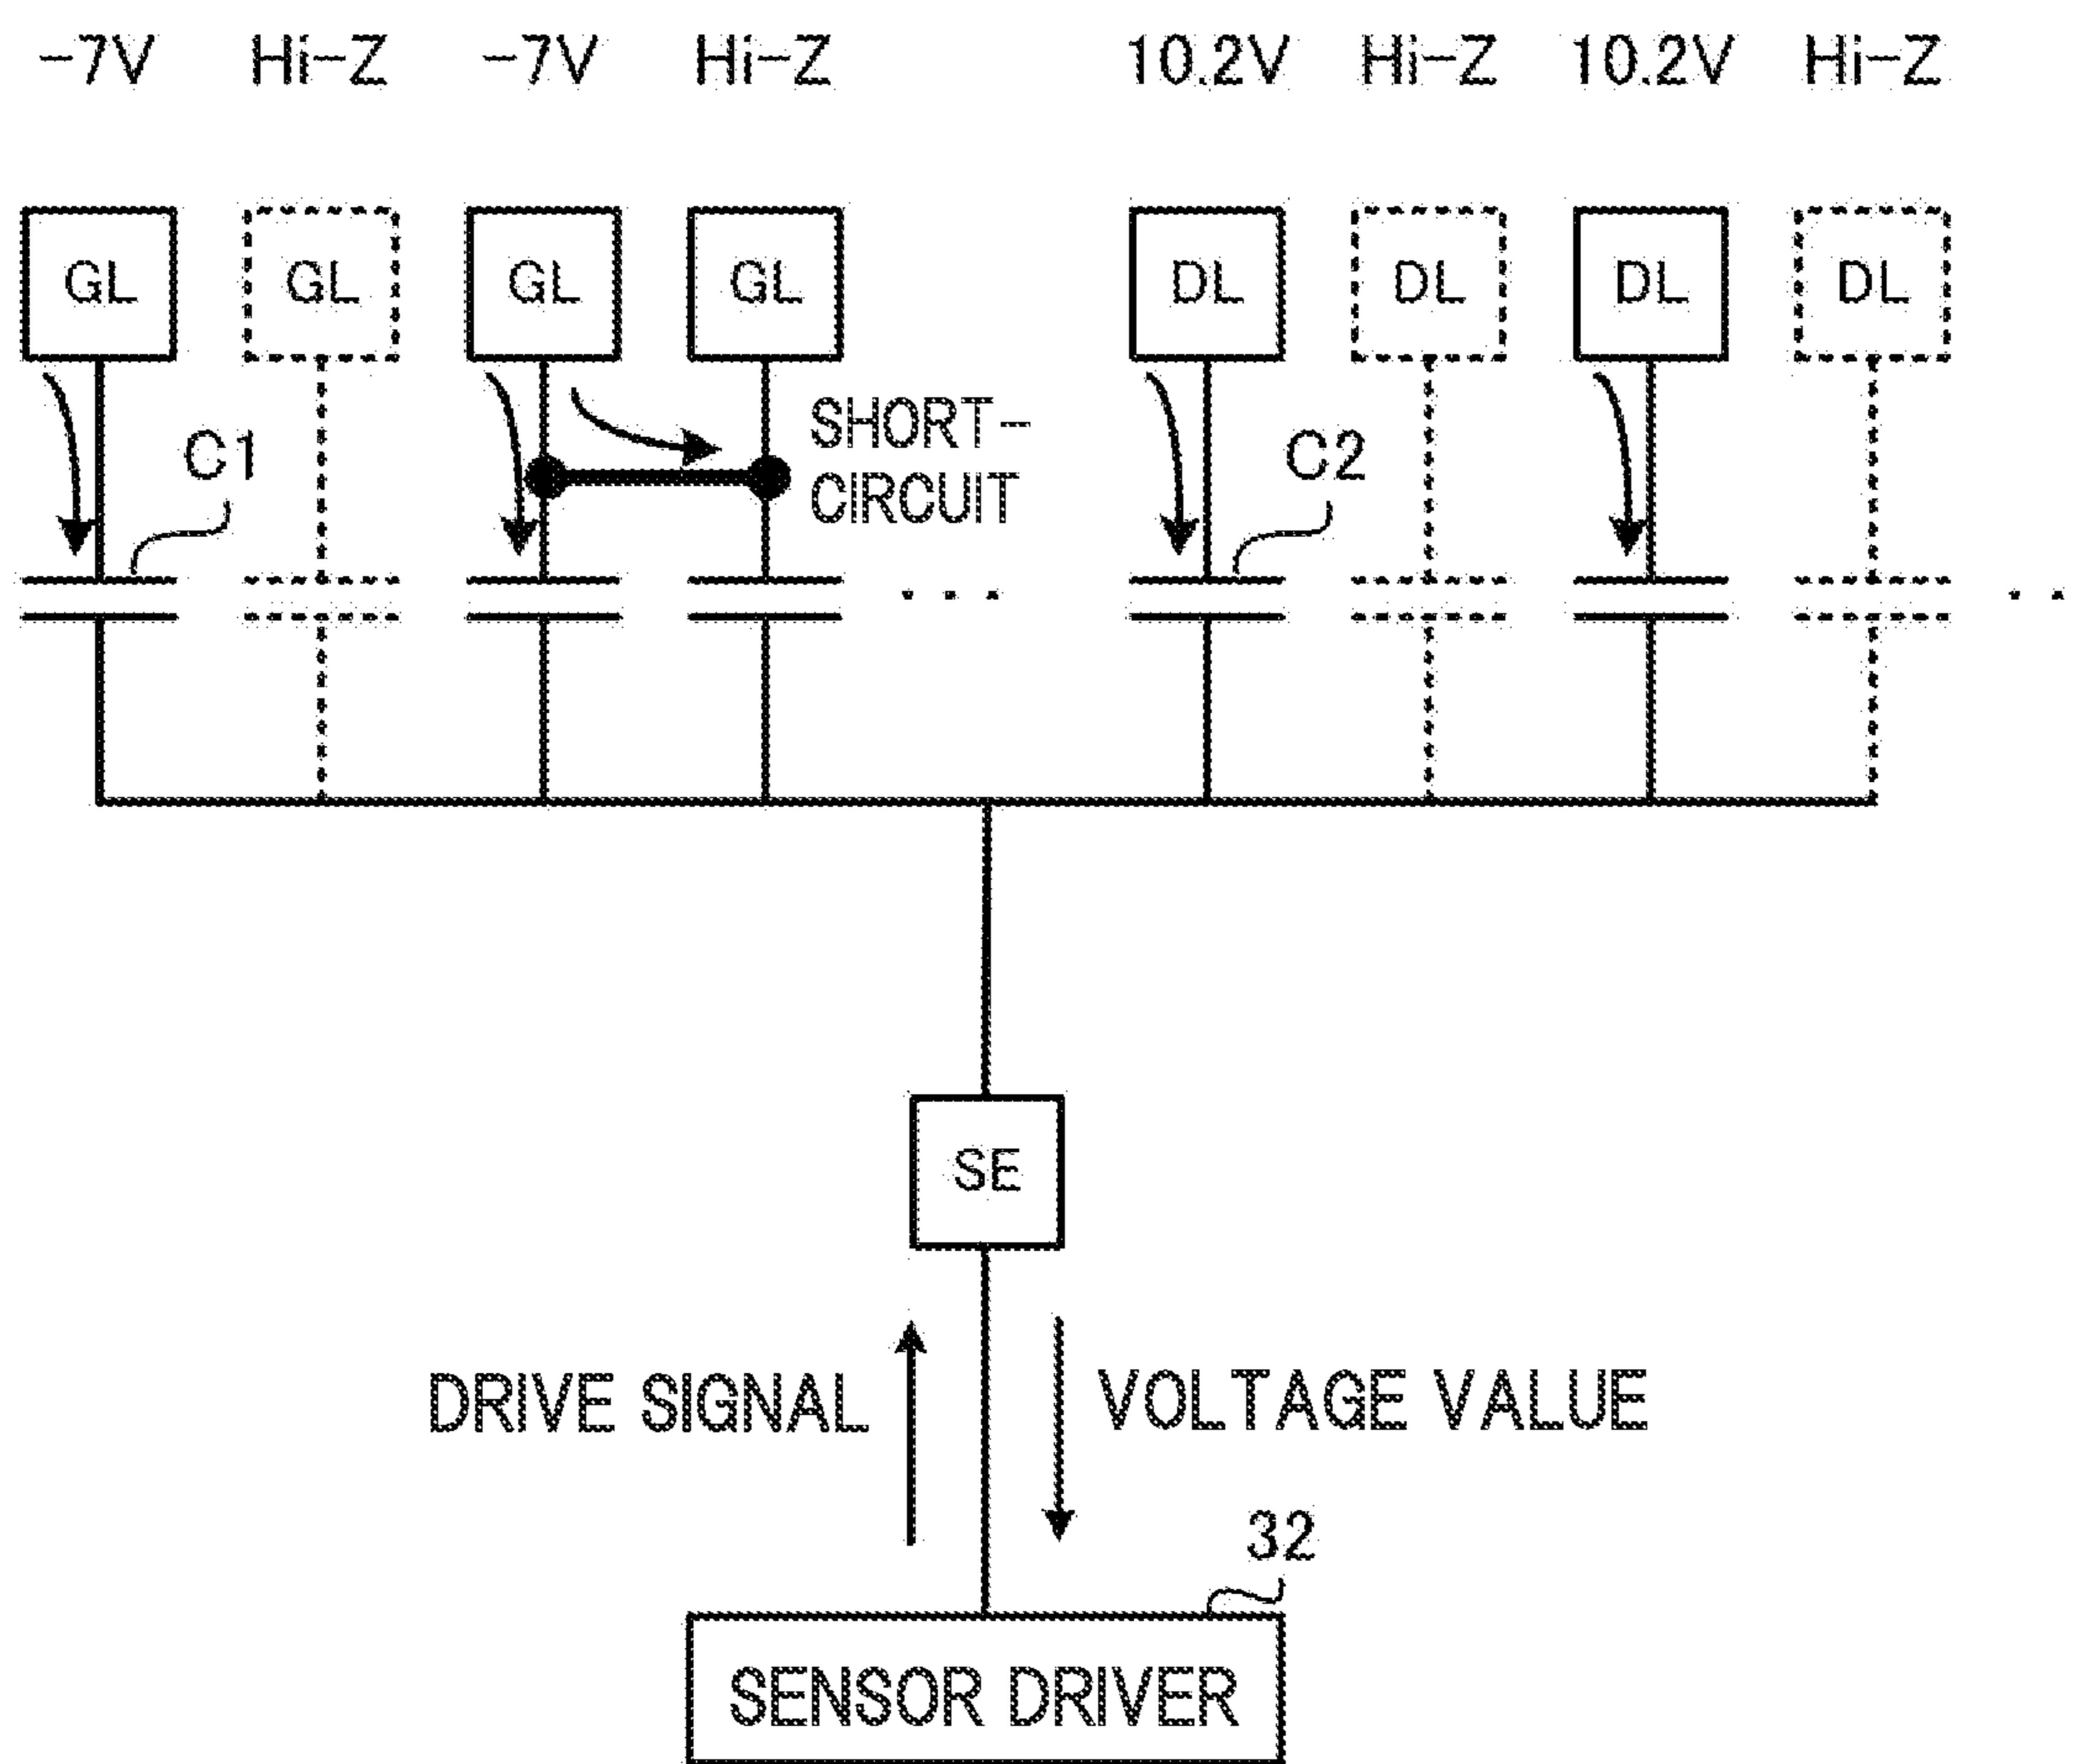 -7V Hi-Z -7V Hi-Z 10.2V Hi-Z 10.2V Hi-Z
GL GL GL GL DL DL DL DL
SHORT-
CIRCUIT
C1
C2
. . .
. .
SE
DRIVE SIGNAL
VOLTAGE VALUE
32
SENSOR DRIVER